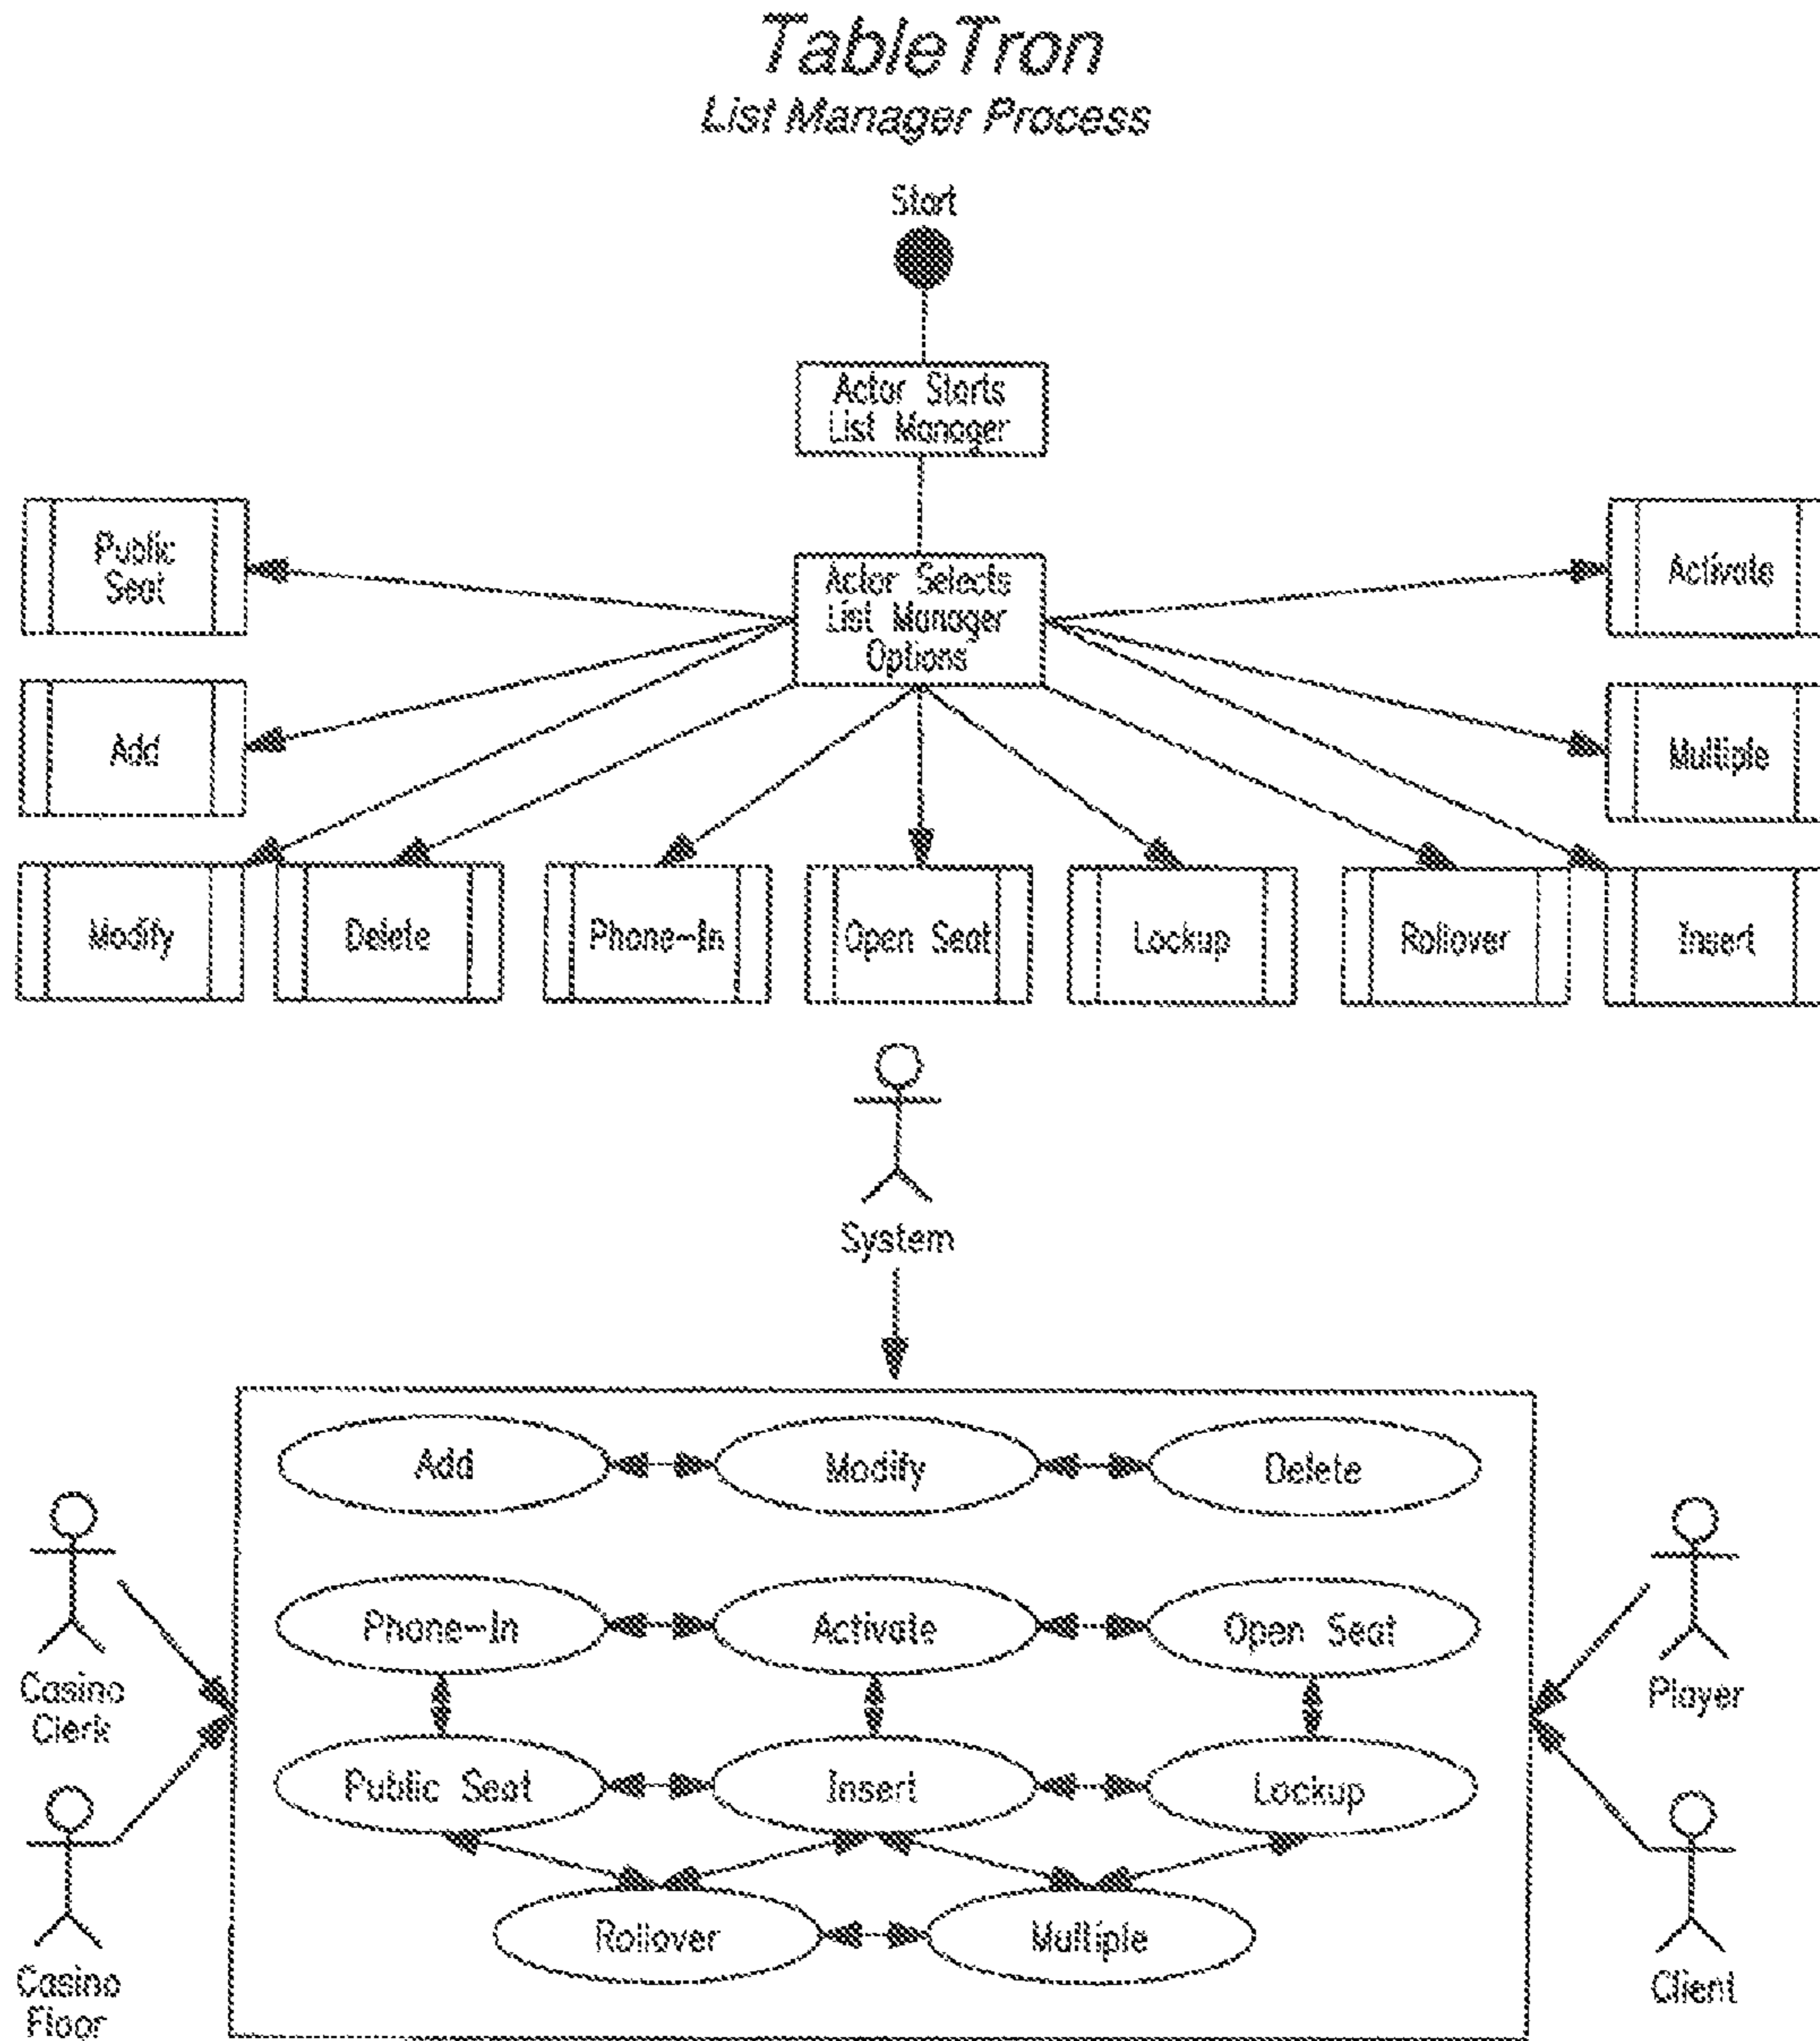 TableTron
List Manager Process
Start
Actor Starts
List Manager
Public
Seat
Actor Selects
List Manager
Options
Activate
Add
Multiple
Modify
Delete
Phone-In
Open Seat
Lockup
Rollover
Insert
System
Add
Modify
Delete
Phone-In
Activate
Open Seat
Casino
Clerk
Player
Public Seat
Insert
Lockup
Rollover
Multiple
Casino
Floor
Client